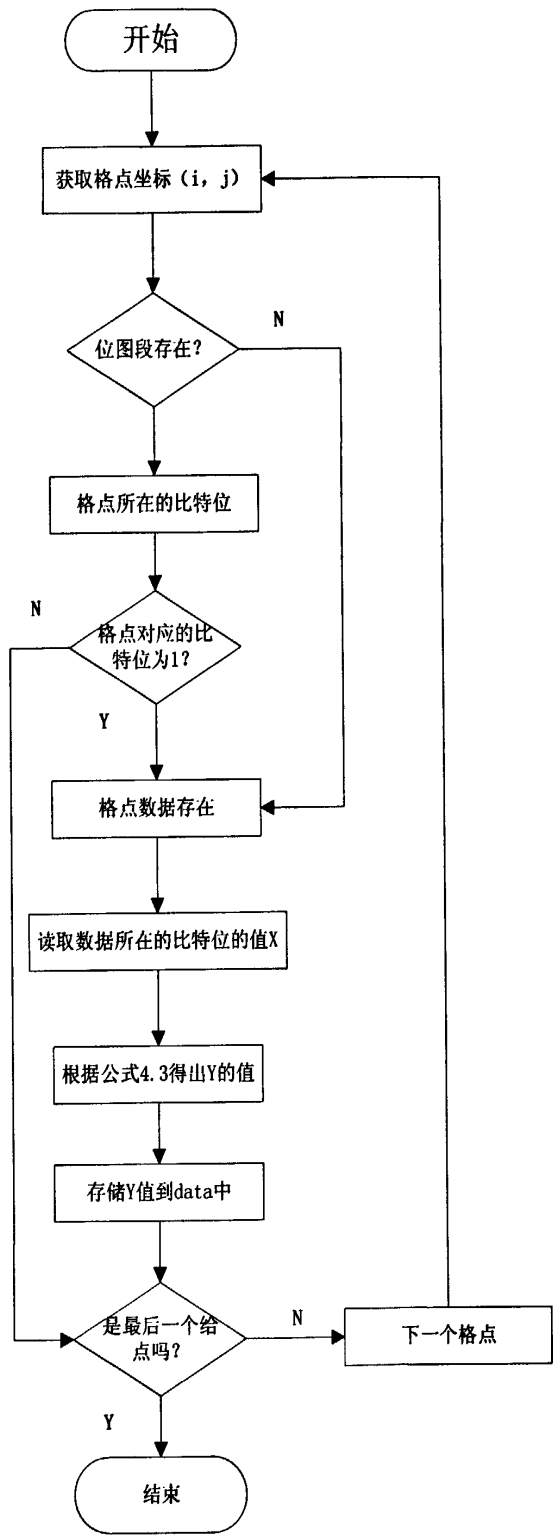 开始
获取格点坐标（i，j）
N
位图段存在？
格点所在的比特位
N
格点对应的比
特位为1？
Y
格点数据存在
读取数据所在的比特位的值X
根据公式4.3得出Y的值
存储Y值到data中
是最后一个给
点吗？
N
下一个格点
Y
结束